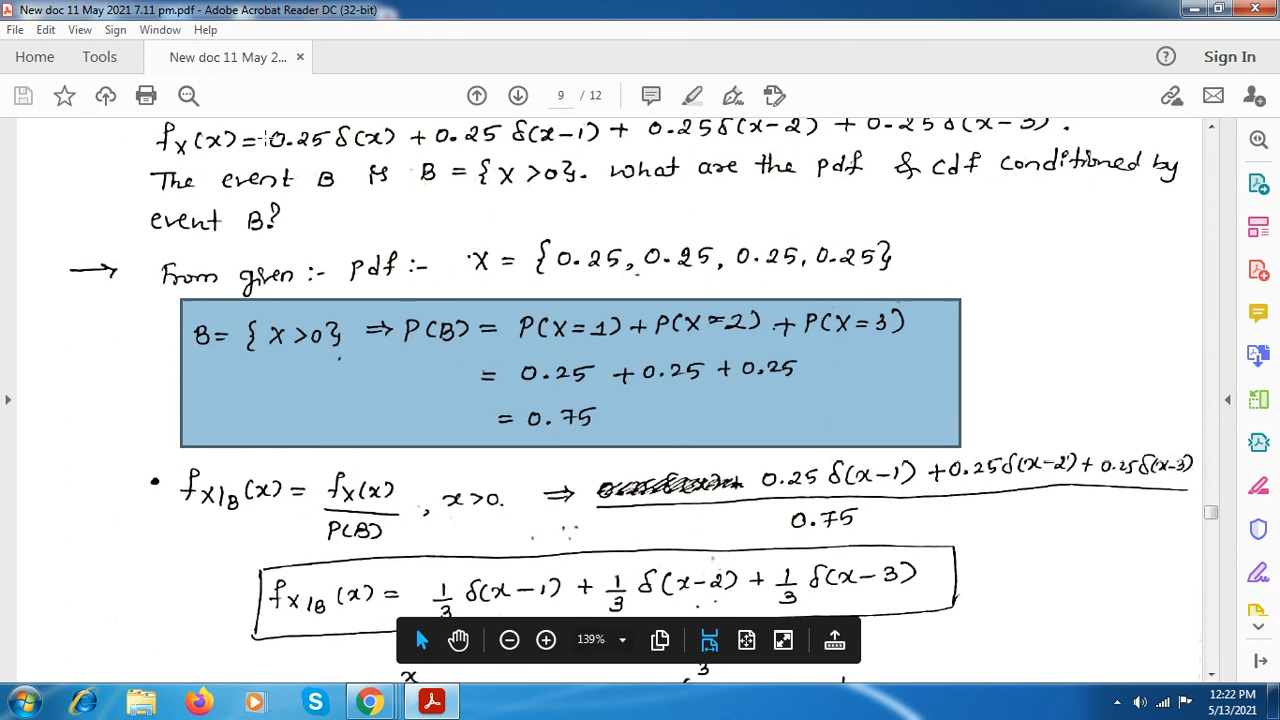 New doc 11 May 2021 7.11 pm.pdf - Adobe Acrobat Reader DC (32-bit)
File Edit View Sign Window Help
Home Tools New doc 11 May 2... × Sign In
9 / 12
fX(x) = 0.25 δ(x) + 0.25 δ(x-1) + 0.25 δ(x-2) + 0.25 δ(x-3).
The event B is B = {X >0}. What are the pdf & cdf conditioned by
event B?
→ From given :- pdf :- X = {0.25, 0.25, 0.25, 0.25}
B = {X >0} ⇒ P(B) = P(X=1) + P(X=2) + P(X=3)
= 0.25 + 0.25 + 0.25
= 0.75
• fX|B (x) = fX(x) / P(B) , x >0. ⇒ 0.25 δ(x-1) + 0.25 δ(x-2) + 0.25 δ(x-3) / 0.75
fX|B (x) = 1/3 δ(x-1) + 1/3 δ(x-2) + 1/3 δ(x-3)
139%
x 3
12:22 PM
5/13/2021